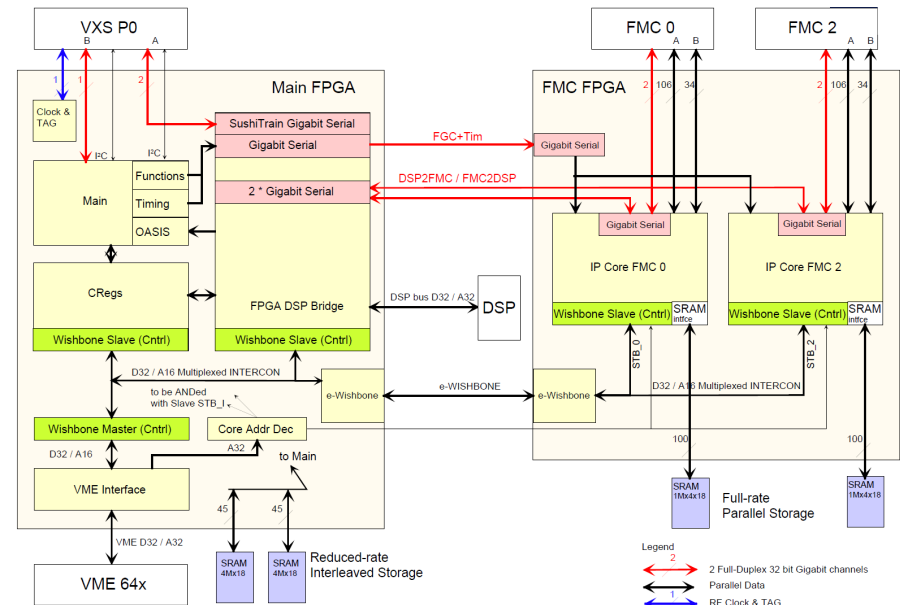 VXS P0
B
A
FMC 0
A
B
FMC 2
A
B
1
1
2
2
106
34
2
106
34
Main FPGA
FMC FPGA
Clock &
TAG
I²C
I²C
SushiTrain Gigabit Serial
Gigabit Serial
FGC+Tim
Gigabit Serial
Functions
Main
Timing
OASIS
2 * Gigabit Serial
DSP2FMC / FMC2DSP
Gigabit Serial
Gigabit Serial
IP Core FMC 0
IP Core FMC 2
CRegs
FPGA DSP Bridge
DSP bus D32 / A32
DSP
Wishbone Slave (Cntrl)
SRAM
intfce
Wishbone Slave (Cntrl)
SRAM
intfce
Wishbone Slave (Cntrl)
Wishbone Slave (Cntrl)
STB_0
STB_2
D32 / A16 Multiplexed INTERCON
e-Wishbone
e-WISHBONE
e-Wishbone
D32 / A16 Multiplexed INTERCON
to be ANDed
with Slave STB_I
Wishbone Master (Cntrl)
Core Addr Dec
D32 / A16
A32
to Main
100
100
VME Interface
45
45
SRAM
1Mx4x18
SRAM
1Mx4x18
Full-rate
Parallel Storage
VME D32 / A32
SRAM
4Mx18
SRAM
4Mx18
Reduced-rate
Interleaved Storage
VME 64x
Legend
2
2 Full-Duplex 32 bit Gigabit channels
Parallel Data
1
RF Clock & TAG